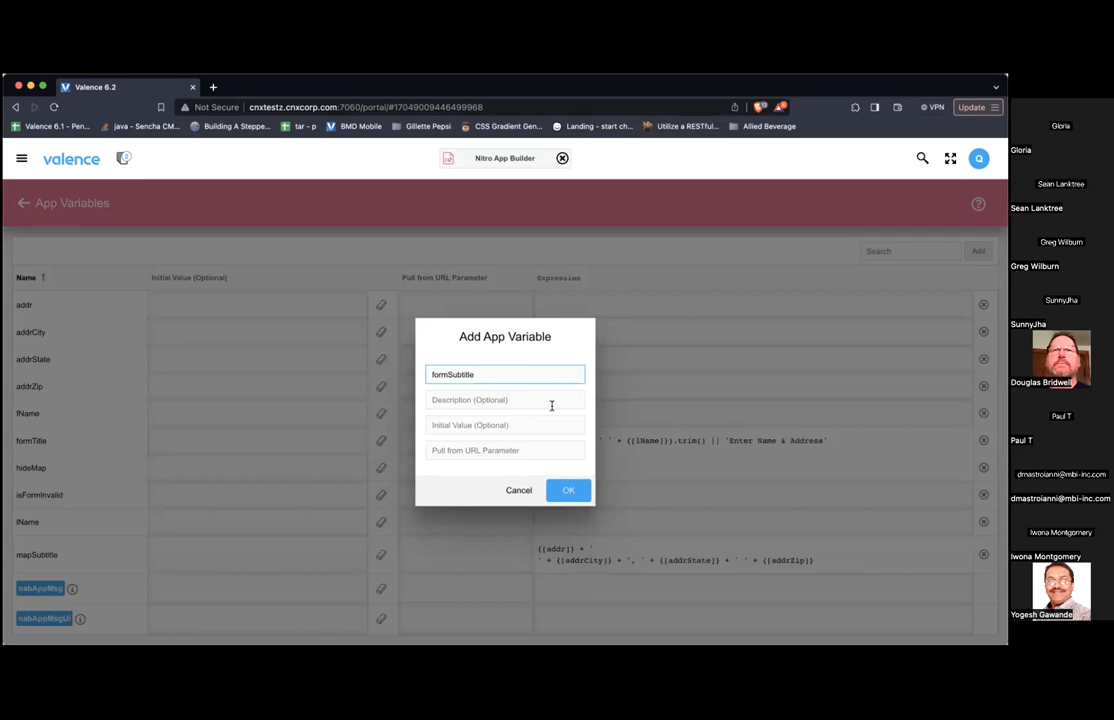 Valence 6.2
Not Secure | cnxtestz.cnxcorp.com:7060/portal/#17049009446499968
VPN
Update
Valence 6.1 - Pen...
java - Sencha CM...
Building A Steppe...
tar - p
BMD Mobile
Gillette Pepsi
CSS Gradient Gen...
Landing - start ch...
Utilize a RESTful...
Allied Beverage
valence
Nitro App Builder
Q
App Variables
Search
Add
Name
Initial Value (Optional)
Pull from URL Parameter
Expression
addr
addrCity
addrState
addrZip
fName
formTitle
' ' + {[lName]}).trim() || 'Enter Name & Address'
hideMap
isFormInvalid
lName
mapSubtitle
{[addr]} + '
' + {[addrCity]} + ', ' + {[addrState]} + ' ' + {[addrZip]}
nabAppMsg
nabAppMsgUI
Add App Variable
formSubtitle
Description (Optional)
Initial Value (Optional)
Pull from URL Parameter
Cancel
OK
Gloria
Gloria
Sean Lanktree
Sean Lanktree
Greg Wilburn
Greg Wilburn
SunnyJha
SunnyJha
Douglas Bridwell
Paul T
Paul T
dmastroianni@mbi-inc.com
dmastroianni@mbi-inc.com
Iwona Montgomery
Iwona Montgomery
Yogesh Gawande